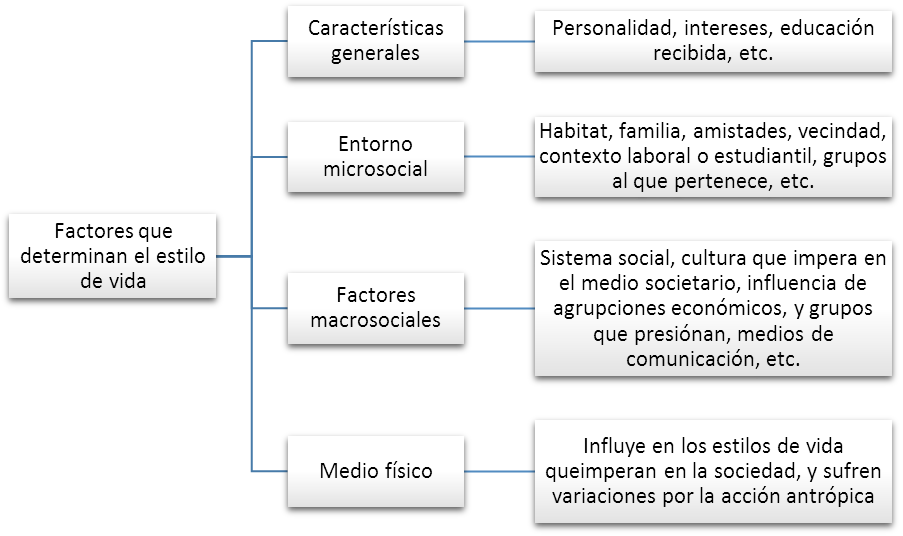 Factores que
determinan el estilo
de vida
Características
generales
Personalidad, intereses, educación
recibida, etc.
Entorno
microsocial
Habitat, familia, amistades, vecindad,
contexto laboral o estudiantil, grupos
al que pertenece, etc.
Factores
macrosociales
Sistema social, cultura que impera en
el medio societario, influencia de
agrupciones económicos, y grupos
que presiónan, medios de
comunicación, etc.
Medio físico
Influye en los estilos de vida
queimperan en la sociedad, y sufren
variaciones por la acción antrópica